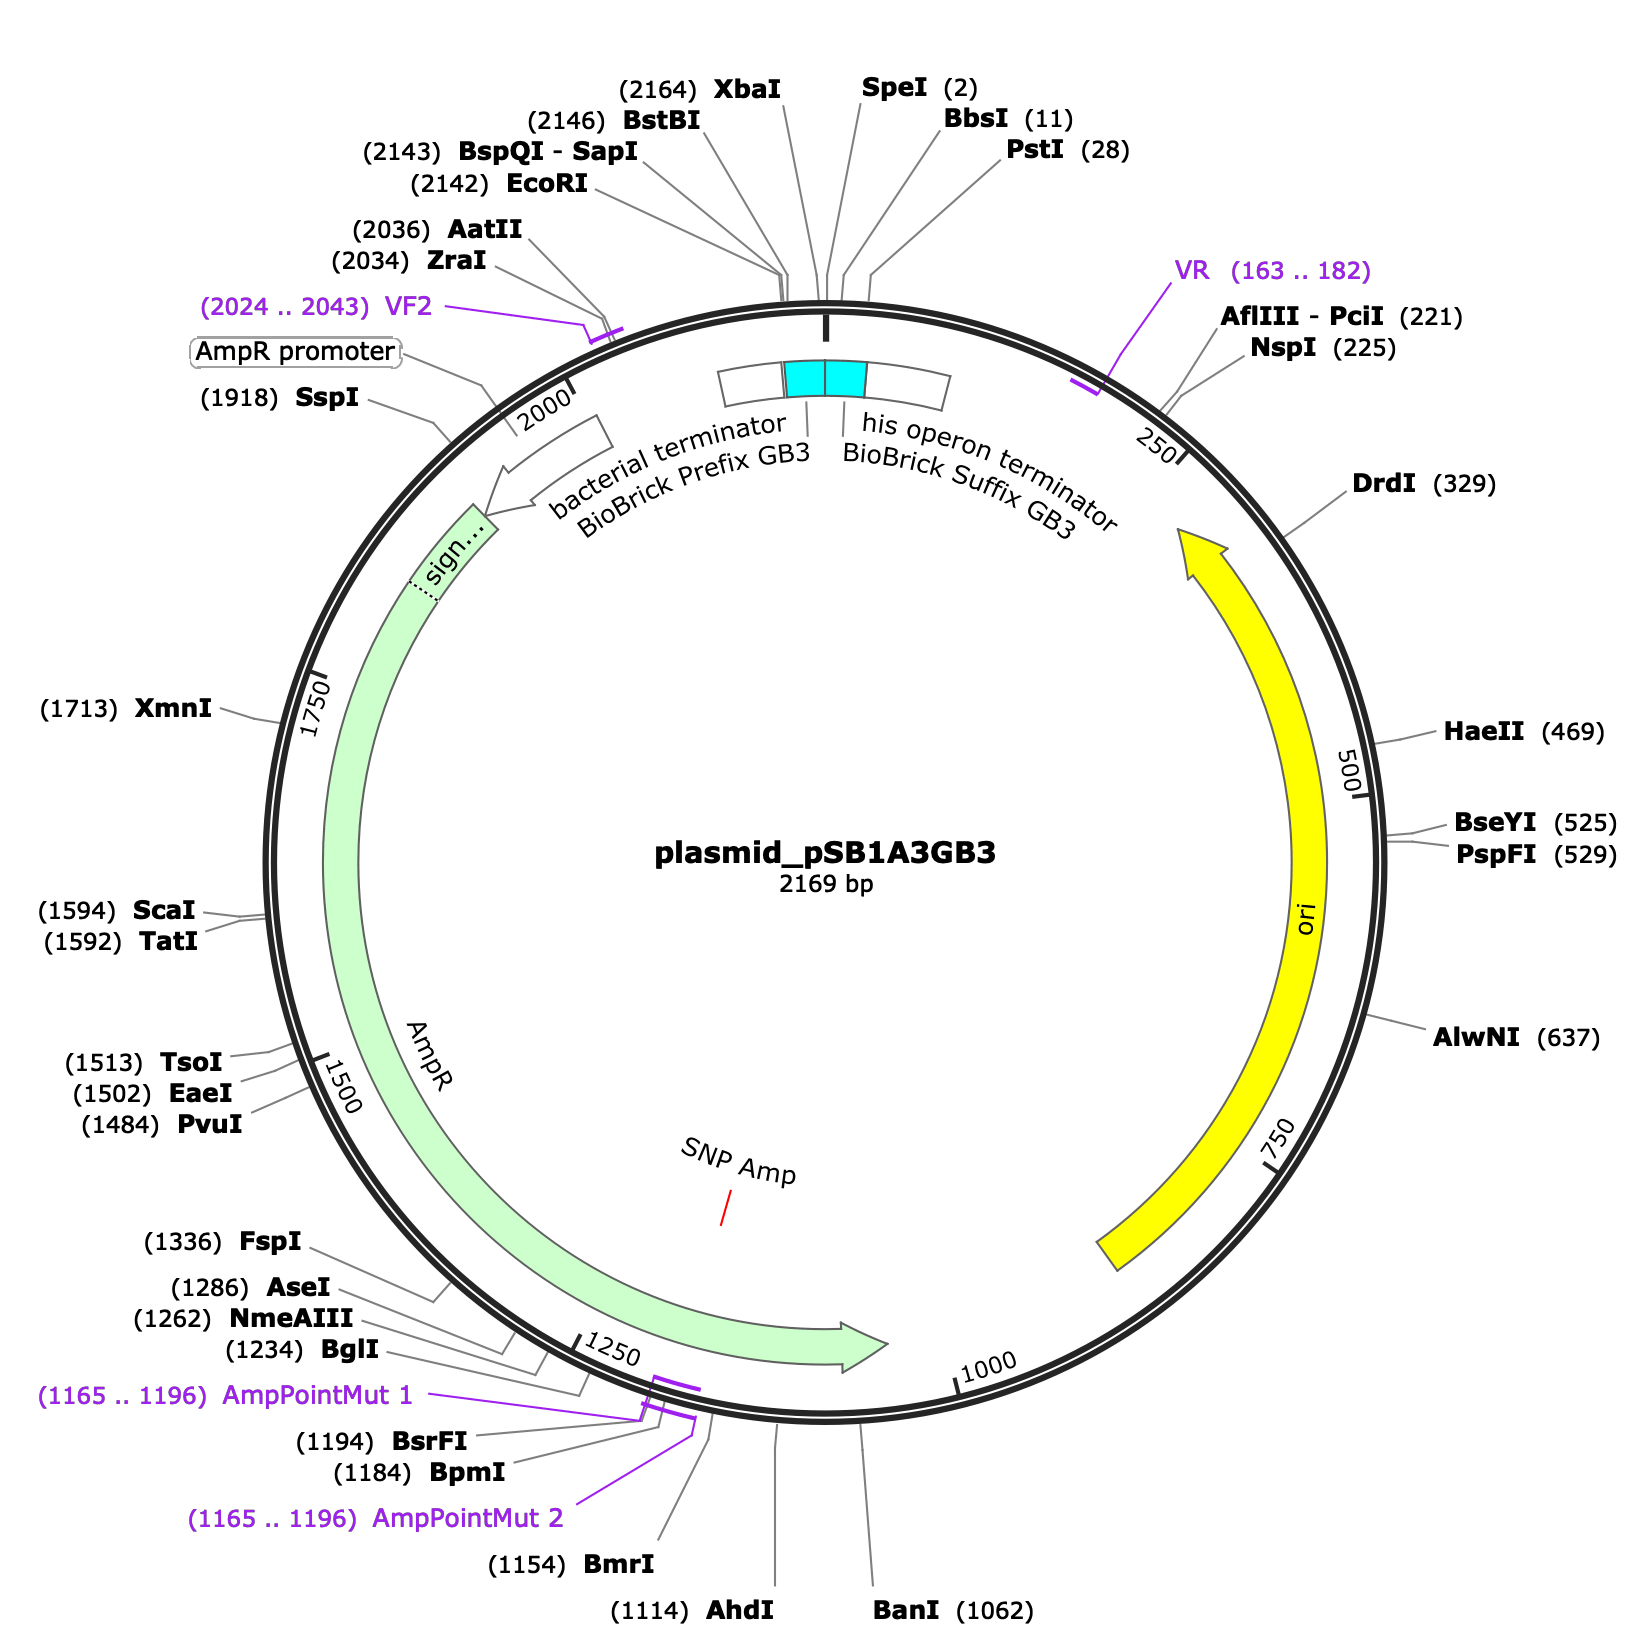 (2164) XbaI
SpeI (2)
(2146) BstBI
BbsI (11)
(2143) BspQI - SapI
PstI (28)
(2142) EcoRI
(2036) AatII
(2034) ZraI
VR (163 .. 182)
(2024 .. 2043) VF2
AflIII - PciI (221)
AmpR promoter
NspI (225)
(1918) SspI
2000
250
bacterial terminator
BioBrick Prefix GB3
his operon terminator
BioBrick Suffix GB3
DrdI (329)
sign...
1750
(1713) XmnI
HaeII (469)
500
BseYI (525)
PspFI (529)
plasmid_pSB1A3GB3
2169 bp
(1594) ScaI
(1592) TatI
ori
AlwNI (637)
AmpR
(1513) TsoI
(1502) EaeI
(1484) PvuI
1500
750
SNP Amp
(1336) FspI
(1286) AseI
(1262) NmeAIII
(1234) BglI
1250
1000
(1165 .. 1196) AmpPointMut 1
(1194) BsrFI
(1184) BpmI
(1165 .. 1196) AmpPointMut 2
(1154) BmrI
(1114) AhdI
BanI (1062)